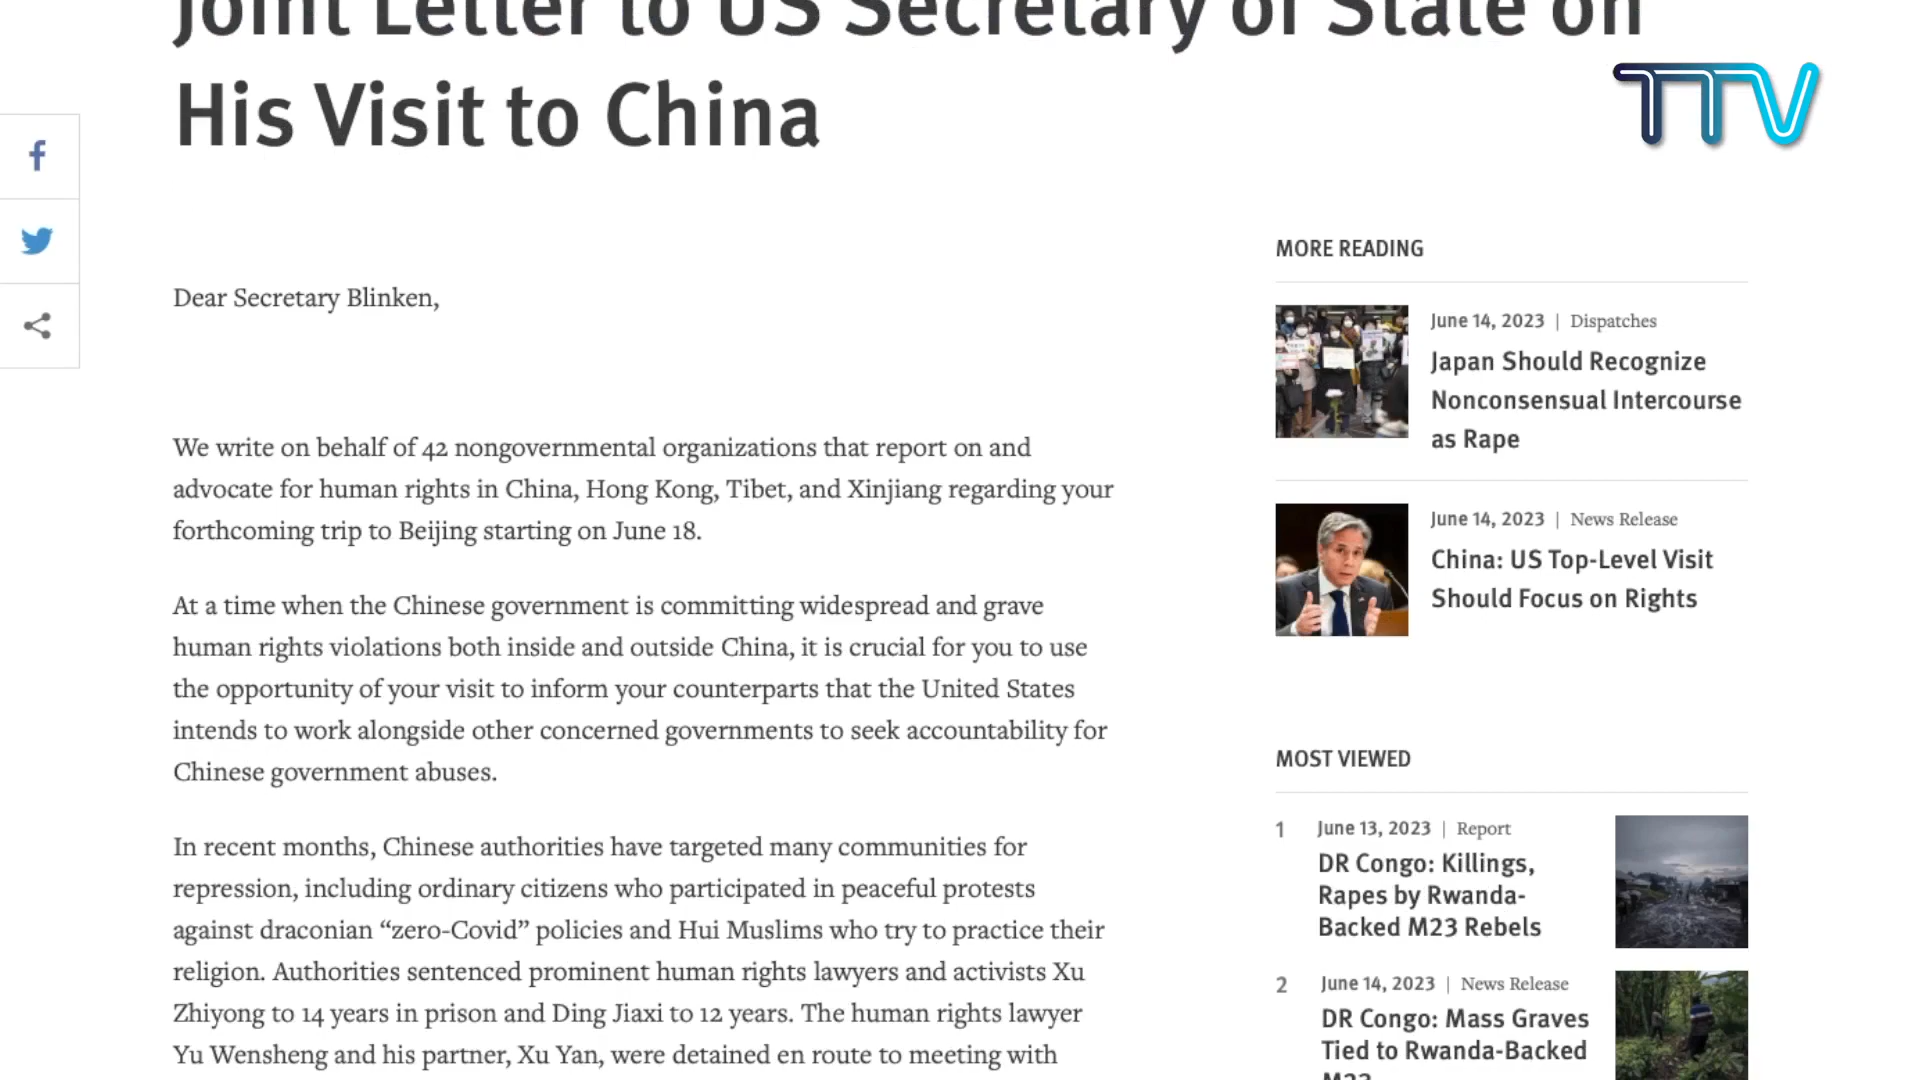 Joint Letter to US Secretary of State on
His Visit to China
TTV
Dear Secretary Blinken,
We write on behalf of 42 nongovernmental organizations that report on and
advocate for human rights in China, Hong Kong, Tibet, and Xinjiang regarding your
forthcoming trip to Beijing starting on June 18.
At a time when the Chinese government is committing widespread and grave
human rights violations both inside and outside China, it is crucial for you to use
the opportunity of your visit to inform your counterparts that the United States
intends to work alongside other concerned governments to seek accountability for
Chinese government abuses.
In recent months, Chinese authorities have targeted many communities for
repression, including ordinary citizens who participated in peaceful protests
against draconian “zero-Covid” policies and Hui Muslims who try to practice their
religion. Authorities sentenced prominent human rights lawyers and activists Xu
Zhiyong to 14 years in prison and Ding Jiaxi to 12 years. The human rights lawyer
Yu Wensheng and his partner, Xu Yan, were detained en route to meeting with
MORE READING
June 14, 2023 | Dispatches
Japan Should Recognize
Nonconsensual Intercourse
as Rape
June 14, 2023 | News Release
China: US Top-Level Visit
Should Focus on Rights
MOST VIEWED
1 June 13, 2023 | Report
DR Congo: Killings,
Rapes by Rwanda-
Backed M23 Rebels
2 June 14, 2023 | News Release
DR Congo: Mass Graves
Tied to Rwanda-Backed
M23